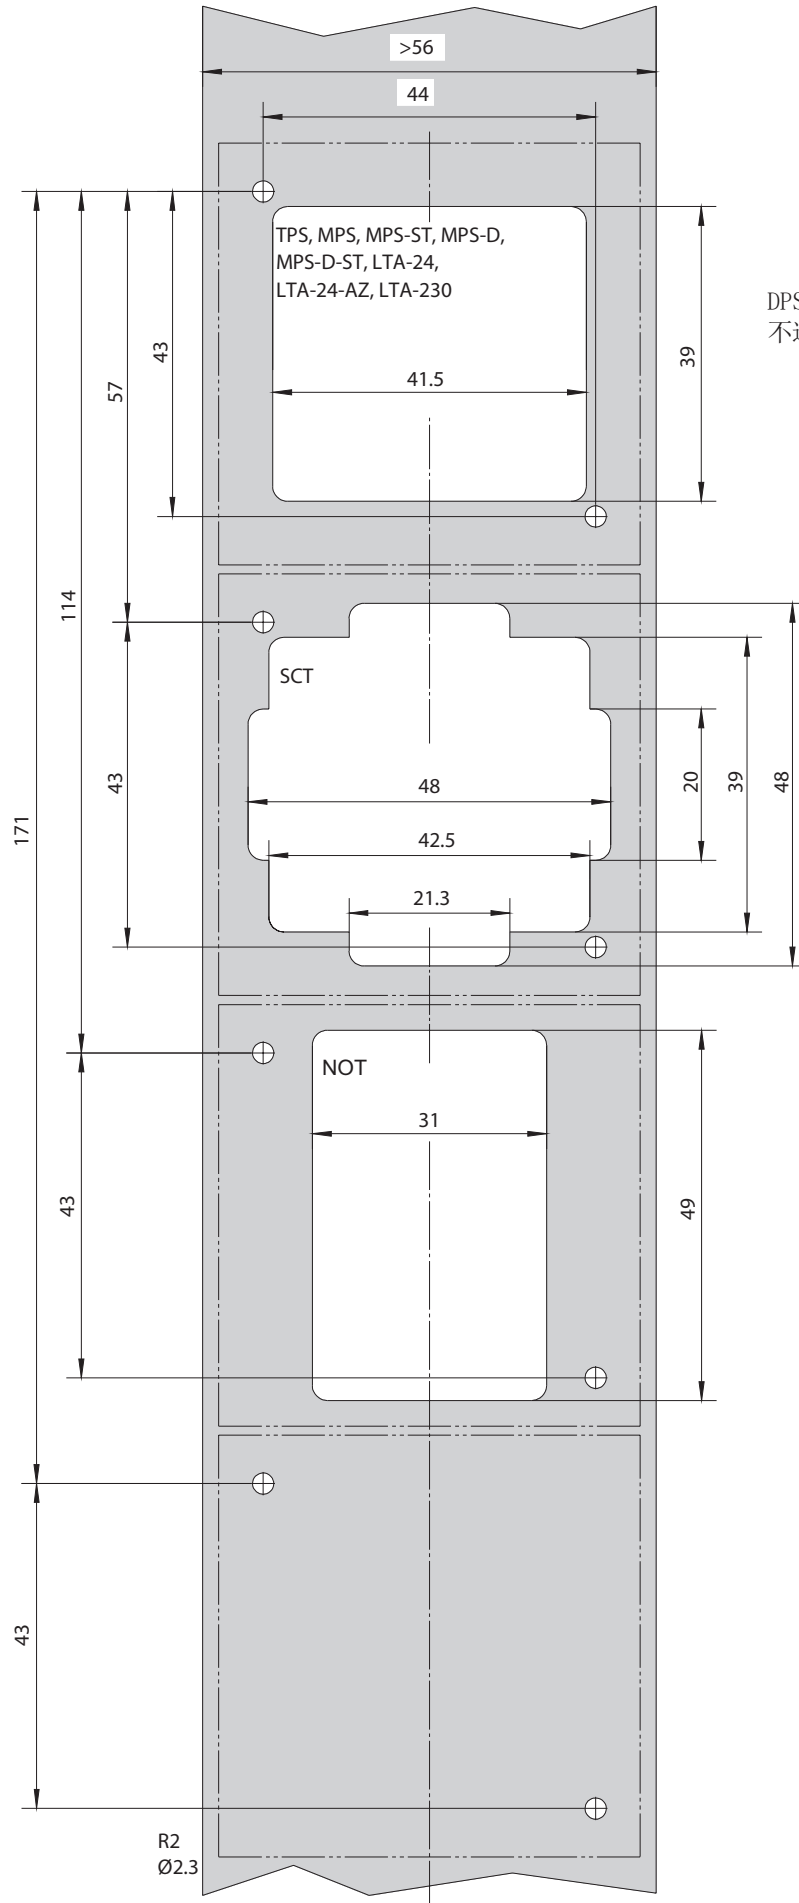 >56
44
TPS, MPS, MPS-ST, MPS-D,
MPS-D-ST, LTA-24,
LTA-24-AZ, LTA-230
DPS
43
57
41.5
39
114
SCT
43
48
20
39
48
171
42.5
21.3
NOT
31
43
49
43
R2
Ø2.3